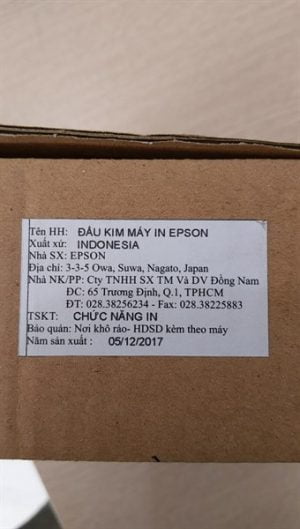 Tên HH: ĐẦU KIM MÁY IN EPSON
Xuất xứ: INDONESIA
Nhà SX: EPSON
Địa chỉ: 3-3-5 Owa, Suwa, Nagato, Japan
Nhà NK/PP: Cty TNHH SX TM Và DV Đồng Nam
ĐC: 65 Trương Định, Q.1, TPHCM
ĐT: 028.38256234 - Fax: 028.38225883
TSKT: CHỨC NĂNG IN
Bảo quản: Nơi khô ráo- HDSD kèm theo máy
Năm sản xuất : 05/12/2017